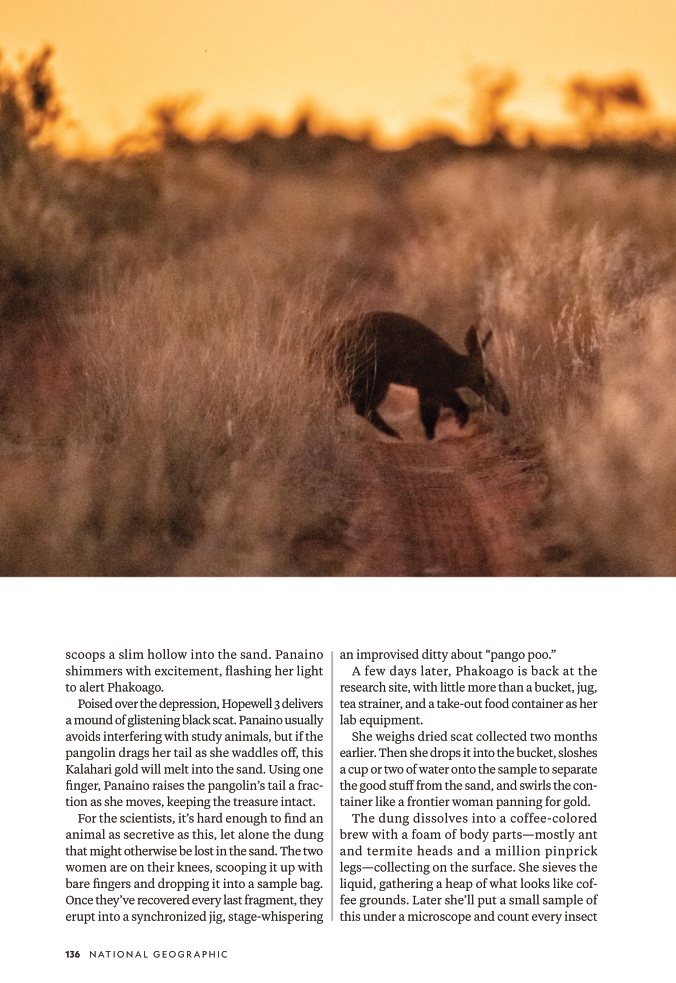 scoops a slim hollow into the sand. Panaino
shimmers with excitement, flashing her light
to alert Phakoago.
Poised over the depression, Hopewell 3 delivers
a mound of glistening black scat. Panaino usually
avoids interfering with study animals, but if the
pangolin drags her tail as she waddles off, this
Kalahari gold will melt into the sand. Using one
finger, Panaino raises the pangolin’s tail a frac-
tion as she moves, keeping the treasure intact.
For the scientists, it’s hard enough to find an
animal as secretive as this, let alone the dung
that might otherwise be lost in the sand. The two
women are on their knees, scooping it up with
bare fingers and dropping it into a sample bag.
Once they’ve recovered every last fragment, they
erupt into a synchronized jig, stage-whispering
an improvised ditty about “pango poo.”
A few days later, Phakoago is back at the
research site, with little more than a bucket, jug,
tea strainer, and a take-out food container as her
lab equipment.
She weighs dried scat collected two months
earlier. Then she drops it into the bucket, sloshes
a cup or two of water onto the sample to separate
the good stuff from the sand, and swirls the con-
tainer like a frontier woman panning for gold.
The dung dissolves into a coffee-colored
brew with a foam of body parts—mostly ant
and termite heads and a million pinprick
legs—collecting on the surface. She sieves the
liquid, gathering a heap of what looks like cof-
fee grounds. Later she’ll put a small sample of
this under a microscope and count every insect
136 NATIONAL GEOGRAPHIC